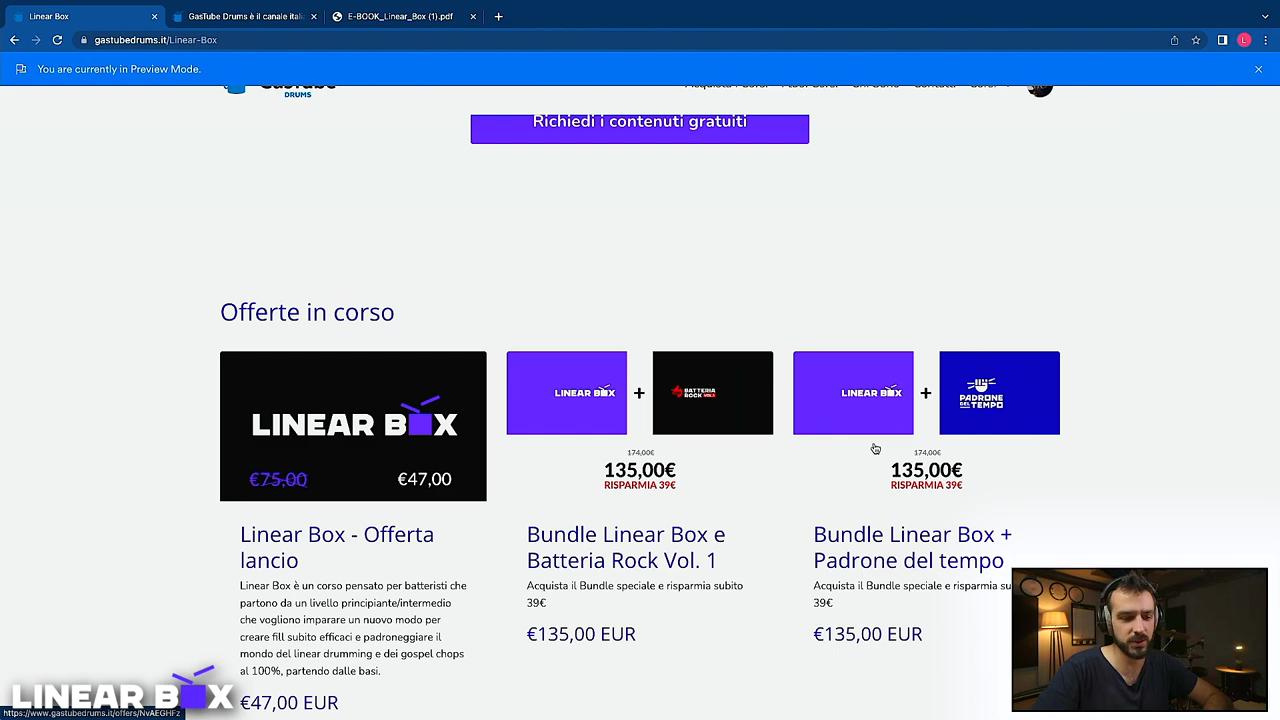 Linear Box
GasTube Drums è il canale itali
E-BOOK_Linear_Box (1).pdf
gastubedrums.it/Linear-Box
You are currently in Preview Mode.
DRUMS
Richiedi i contenuti gratuiti
Offerte in corso
LINEAR BOX
€75,00
€47,00
LINEAR BOX
+
BATTERIA
ROCK VOL.1
174,00€
135,00€
RISPARMIA 39€
LINEAR BOX
+
PADRONE
DEL TEMPO
174,00€
135,00€
RISPARMIA 39€
Linear Box - Offerta
lancio
Linear Box è un corso pensato per batteristi che
partono da un livello principiante/intermedio
che vogliono imparare un nuovo modo per
creare fill subito efficaci e padroneggiare il
mondo del linear drumming e dei gospel chops
al 100%, partendo dalle basi.
€47,00 EUR
Bundle Linear Box e
Batteria Rock Vol. 1
Acquista il Bundle speciale e risparmia subito
39€
€135,00 EUR
Bundle Linear Box +
Padrone del tempo
Acquista il Bundle speciale e risparmia su
39€
€135,00 EUR
LINEAR BOX
https://www.gastubedrums.it/offers/NvAEGHFz
L